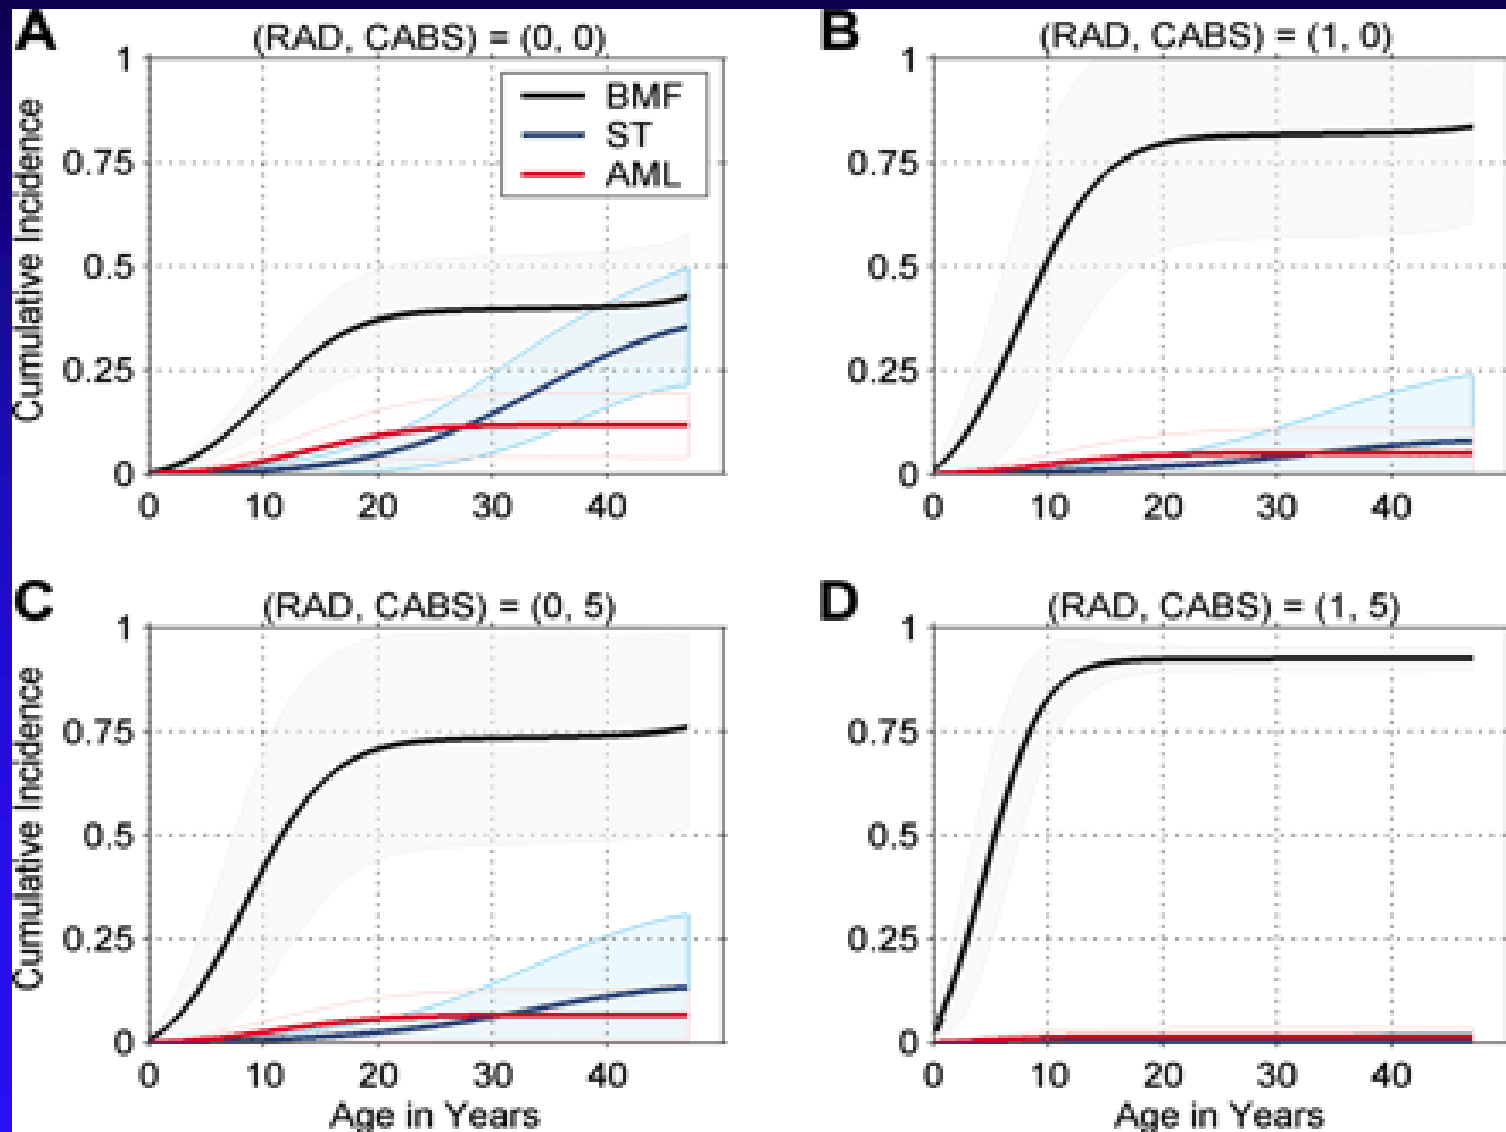 A
(RAD, CABS) = (0, 0)
Cumulative Incidence
1
0.75
0.5
0.25
0
0 10 20 30 40
BMF
ST
AML
B
(RAD, CABS) = (1, 0)
1
0.75
0.5
0.25
0
0 10 20 30 40
C
(RAD, CABS) = (0, 5)
Cumulative Incidence
1
0.75
0.5
0.25
0
0 10 20 30 40
Age in Years
D
(RAD, CABS) = (1, 5)
1
0.75
0.5
0.25
0
0 10 20 30 40
Age in Years